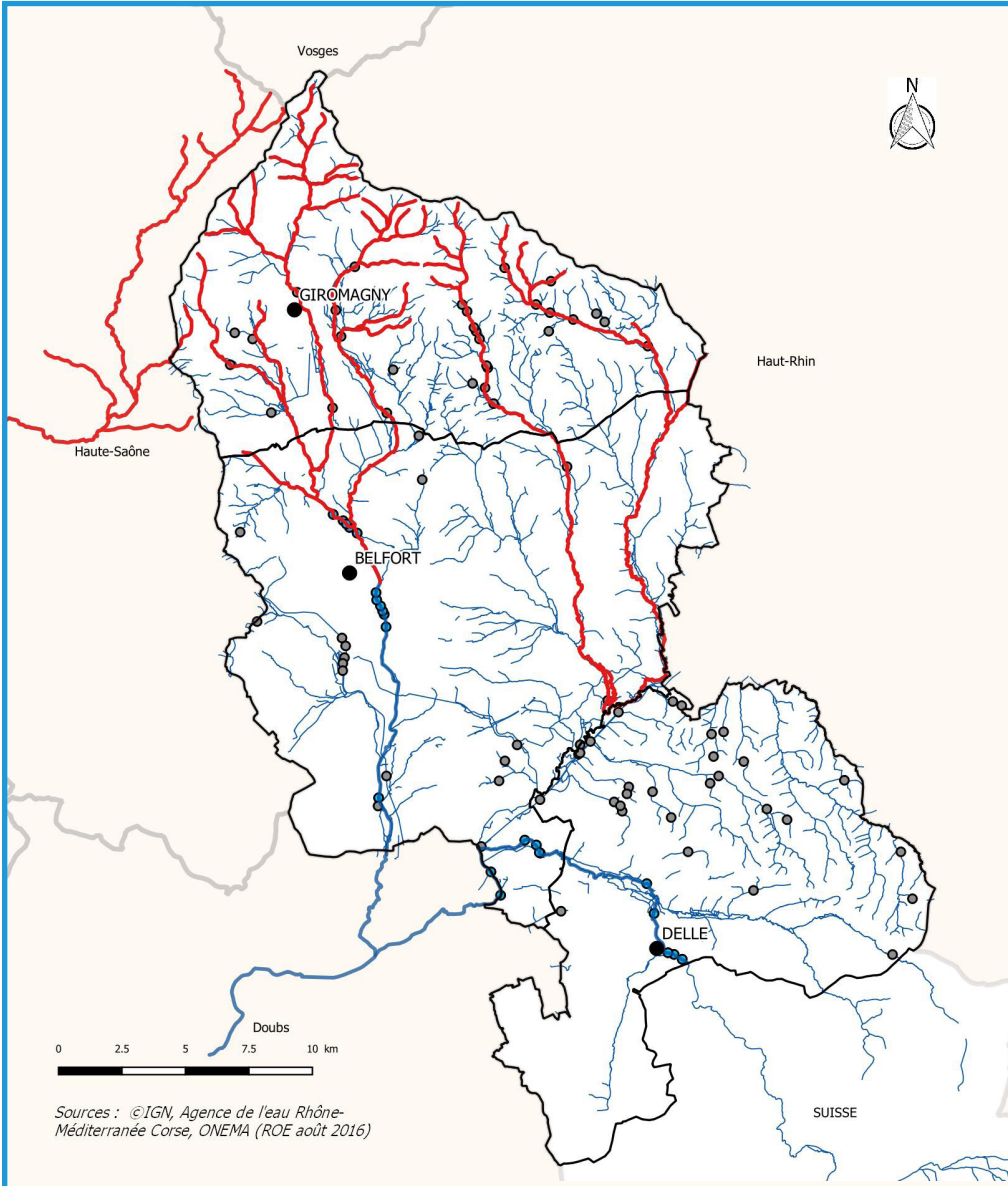 Vosges
N
GIROMAGNY
Haut-Rhin
Haute-Saône
BELFORT
DELLE
Doubs
0 2.5 5 7.5 10 km
SUISSE
Sources : ©IGN, Agence de l'eau Rhône-
Méditerranée Corse, ONEMA (ROE août 2016)